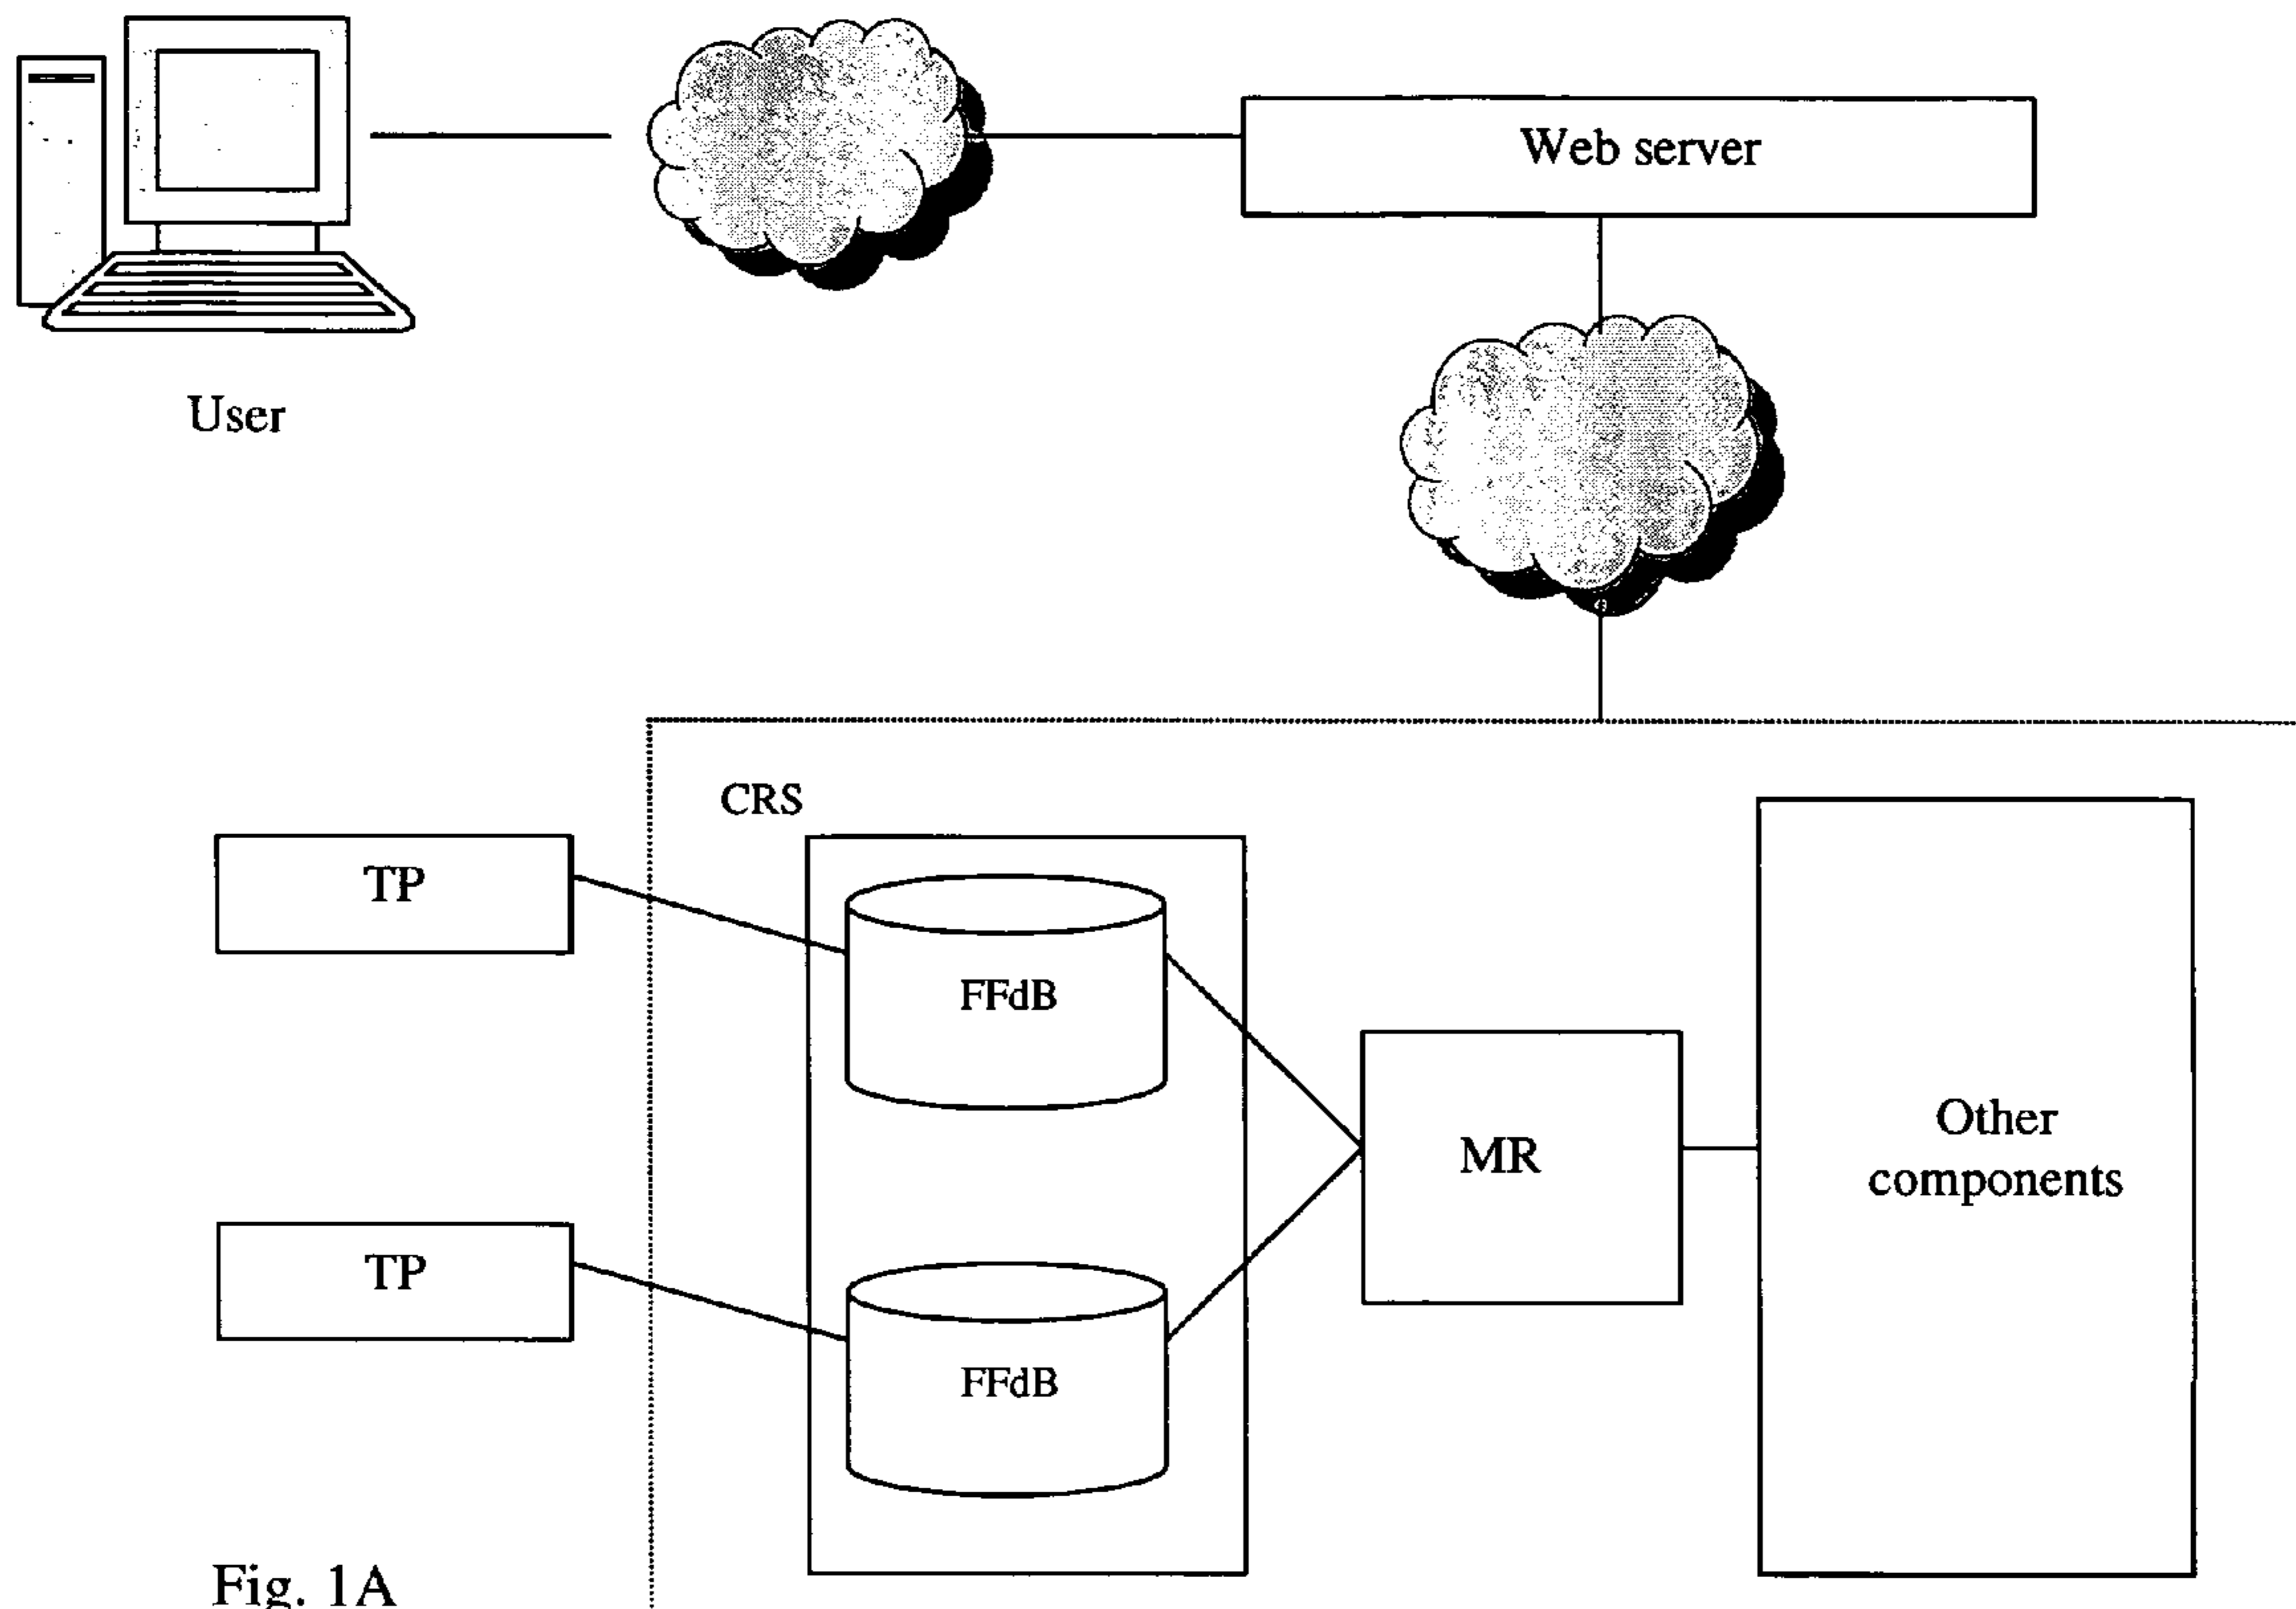 Web server
User
CRS
TP
FFdB
MR
Other
components
TP
FFdB
Fig. 1A